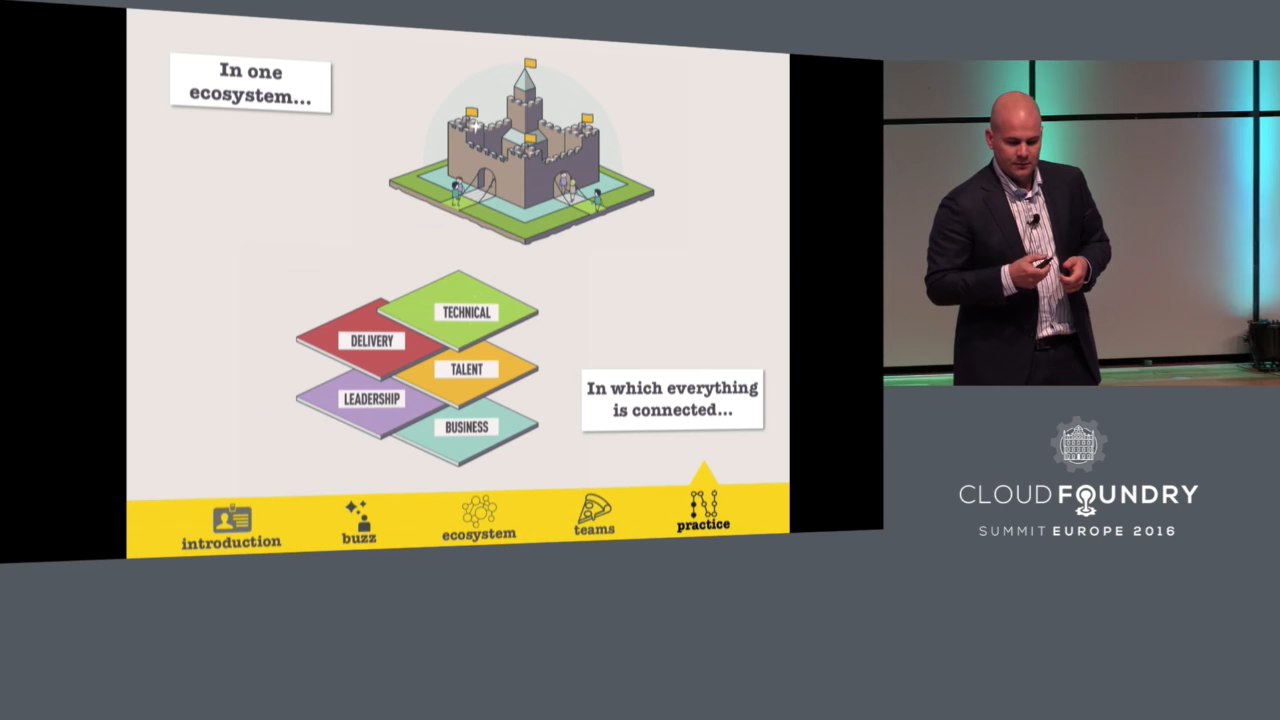 In one
ecosystem...
TECHNICAL
DELIVERY
TALENT
LEADERSHIP
BUSINESS
In which everything
is connected...
introduction
buzz
ecosystem
teams
practice
CLOUD FOUNDRY
SUMMIT EUROPE 2016